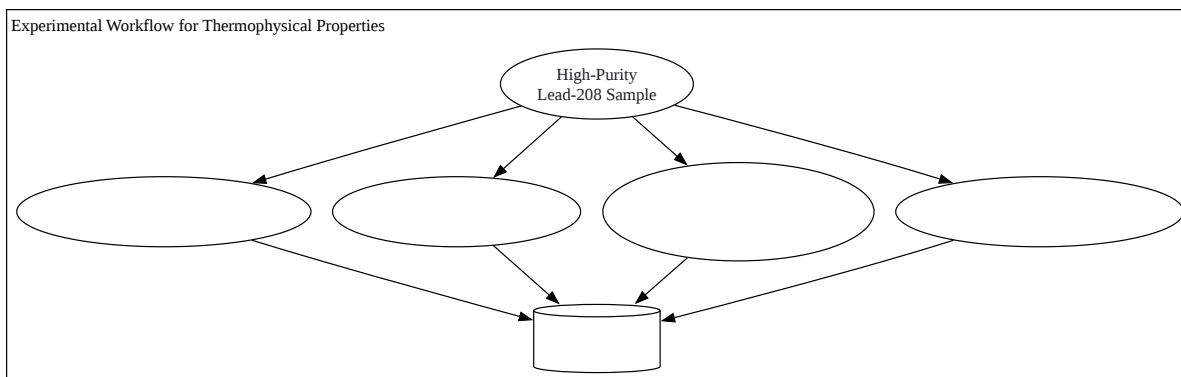 Experimental Workflow for Thermophysical Properties
High-Purity
Lead-208 Sample